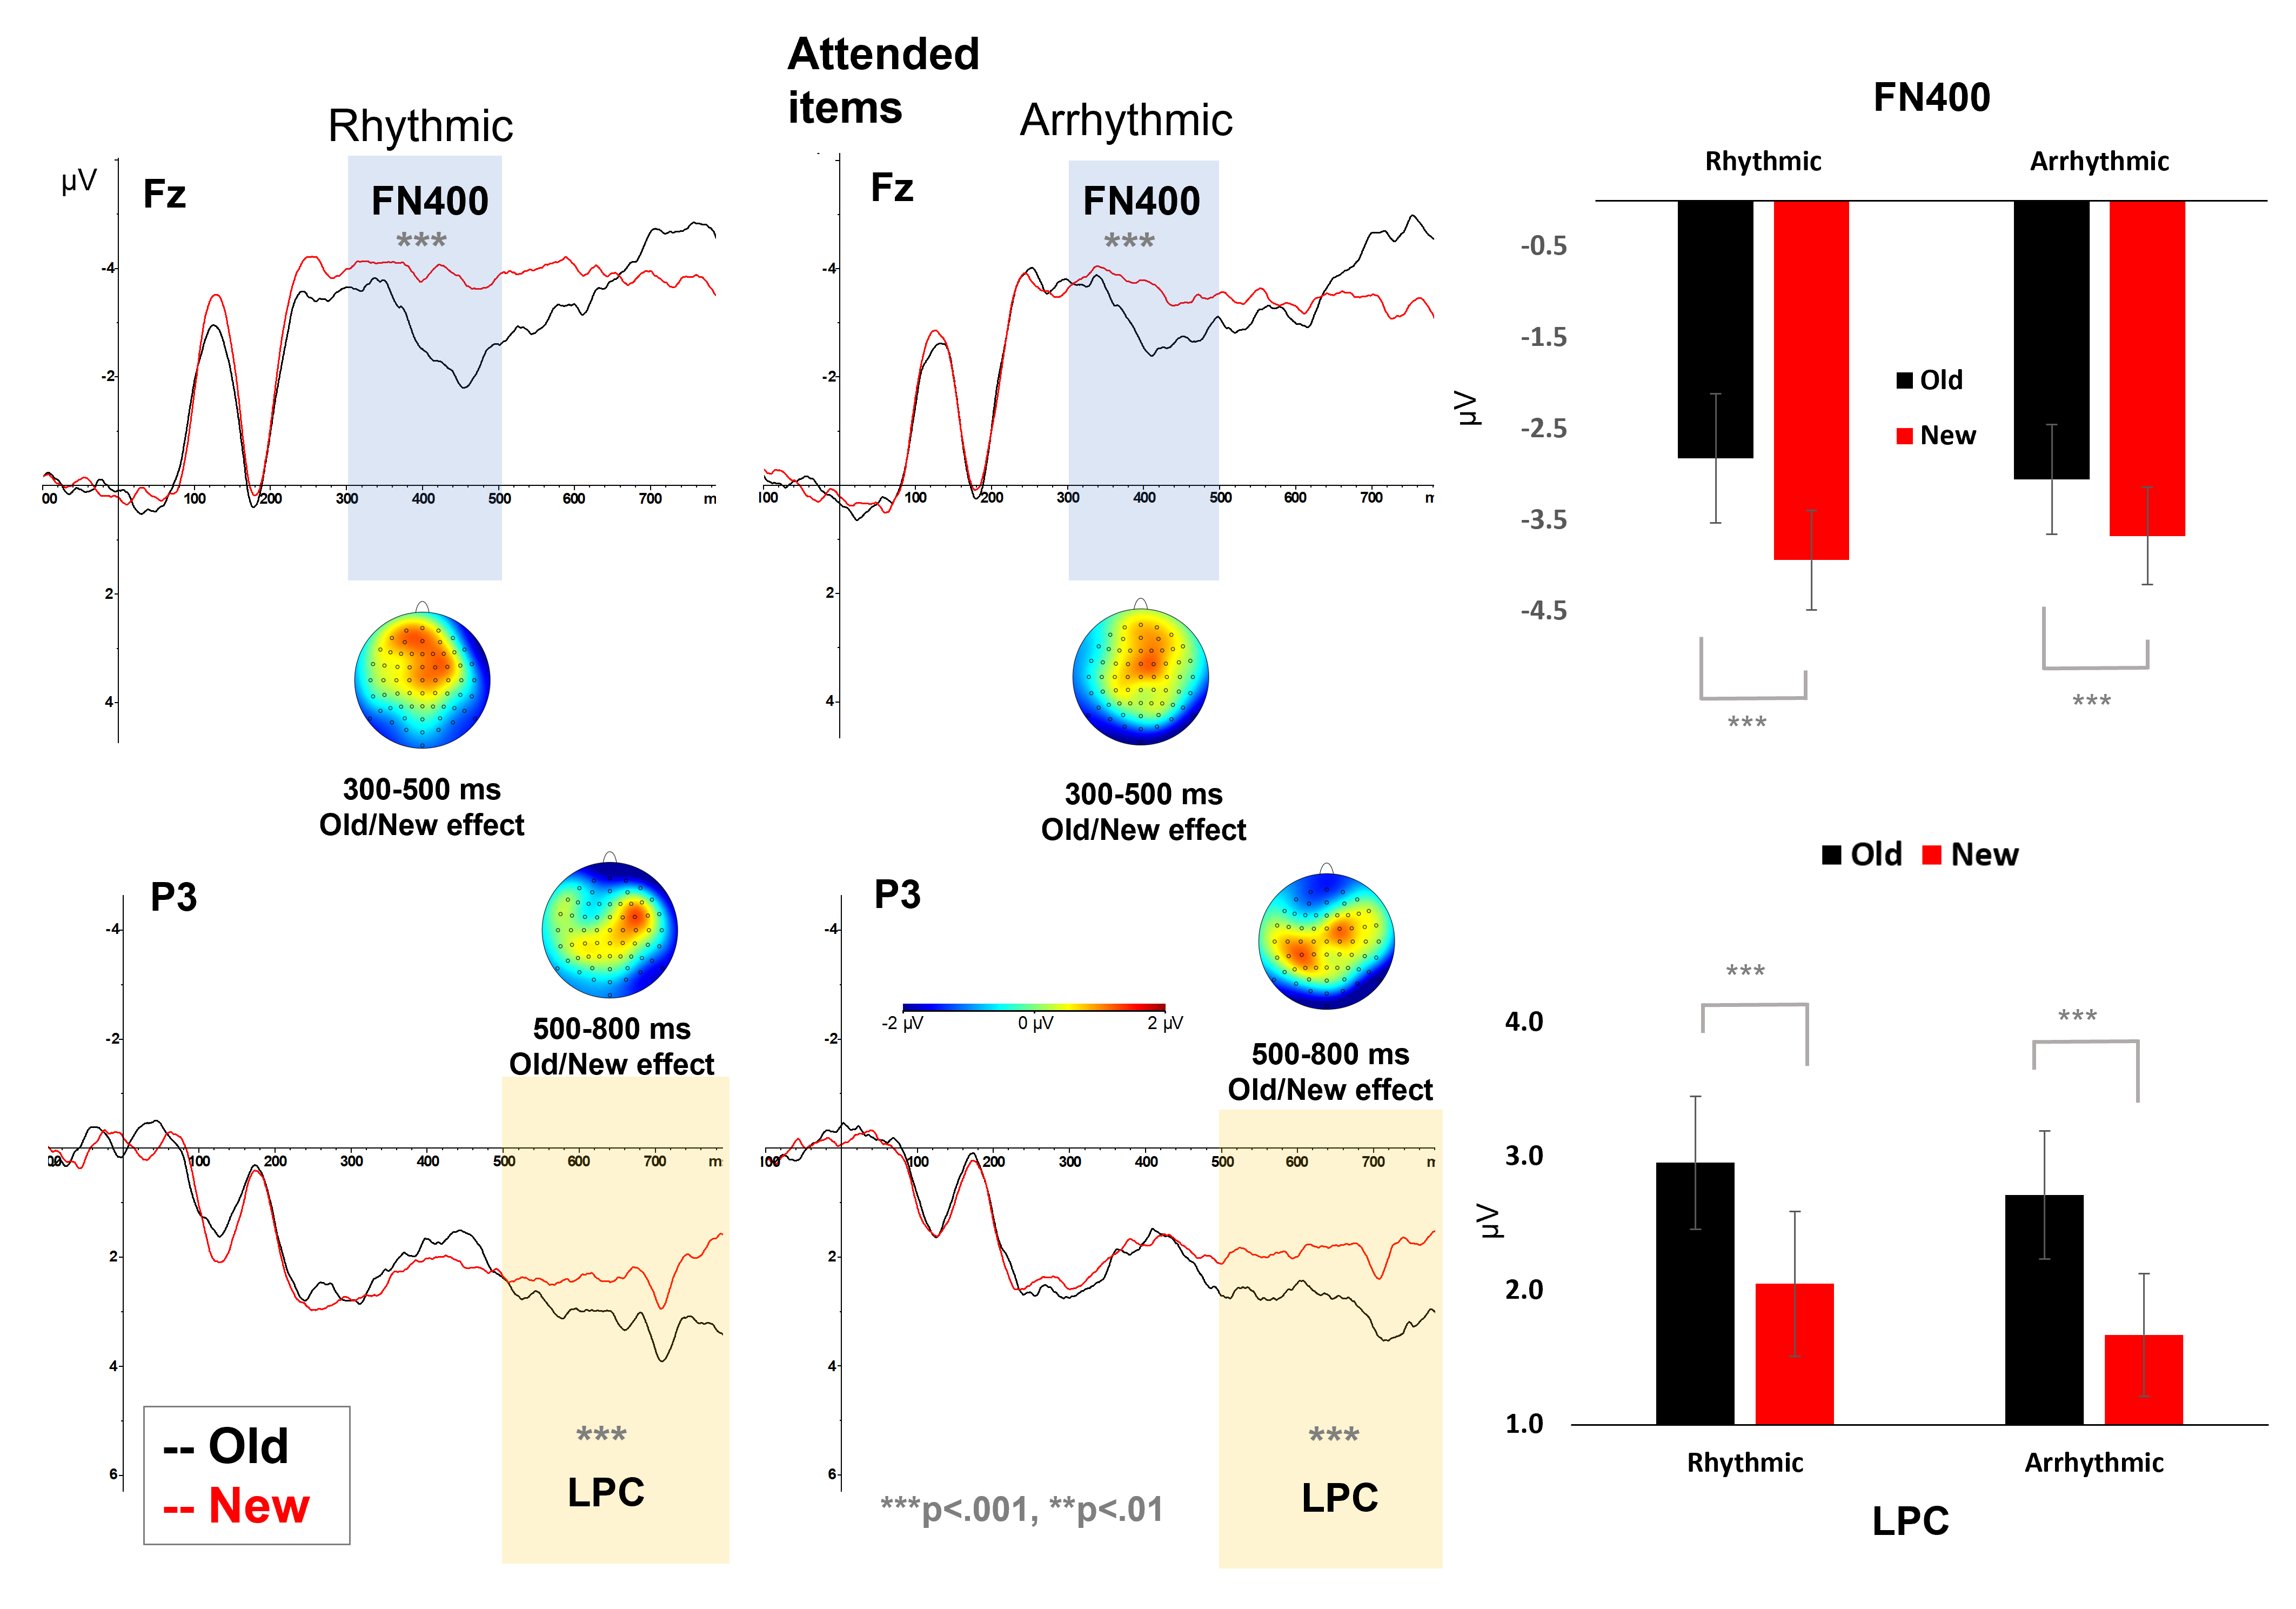 Attended
items
Rhythmic
Arrhythmic
µV
Fz
FN400
***
-4
-2
00 100 200 300 400 500 600 700 m
2
4
300-500 ms
Old/New effect
Fz
FN400
***
-4
-2
100 200 300 400 500 600 700
2
4
300-500 ms
Old/New effect
FN400
Rhythmic Arrhythmic
-0.5
-1.5
-2.5
-3.5
-4.5
µV
Old
New
***
***
P3
-4
-2
500-800 ms
Old/New effect
100 200 300 400 500 600 700 m
2
4
6
***
LPC
-- Old
-- New
P3
-4
-2
-2 µV 0 µV 2 µV
500-800 ms
Old/New effect
100 200 300 400 500 600 700
2
4
6
***
LPC
***p<.001, **p<.01
Old New
***
***
4.0
3.0
2.0
1.0
µV
Rhythmic Arrhythmic
LPC